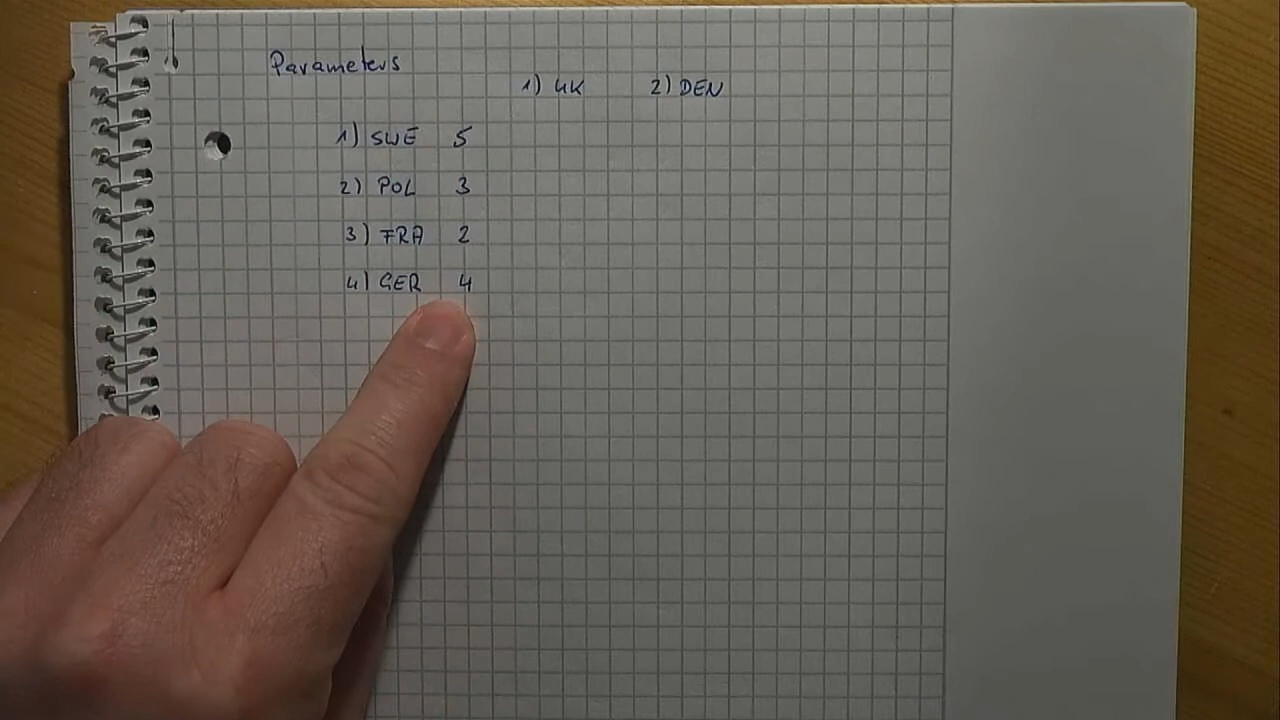 Parameters
1) UK 2) DEN
1) SWE 5
2) POL 3
3) FRA 2
4) GER 4